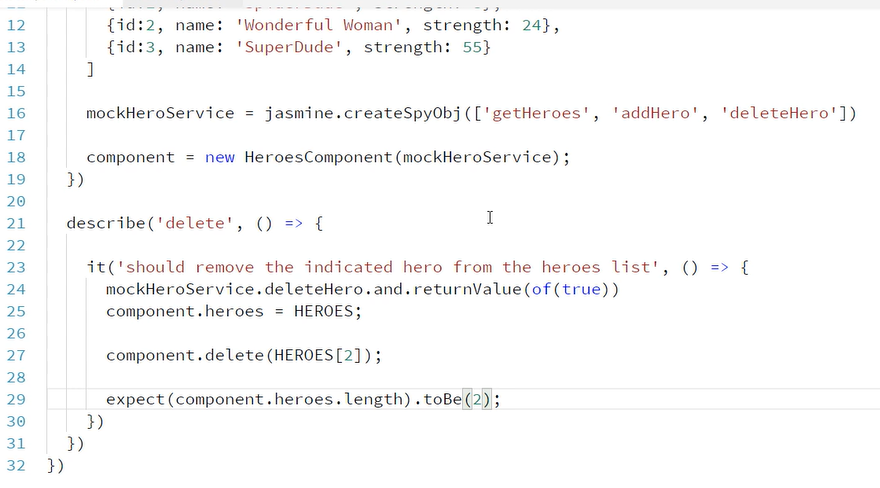 12 {id:2, name: 'Wonderful Woman', strength: 24},
13 {id:3, name: 'SuperDude', strength: 55}
14 ]
15
16 mockHeroService = jasmine.createSpyObj(['getHeroes', 'addHero', 'deleteHero'])
17
18 component = new HeroesComponent(mockHeroService);
19 })
20
21 describe('delete', () => {
22
23 it('should remove the indicated hero from the heroes list', () => {
24 mockHeroService.deleteHero.and.returnValue(of(true))
25 component.heroes = HEROES;
26
27 component.delete(HEROES[2]);
28
29 expect(component.heroes.length).toBe(2);
30 })
31 })
32 })